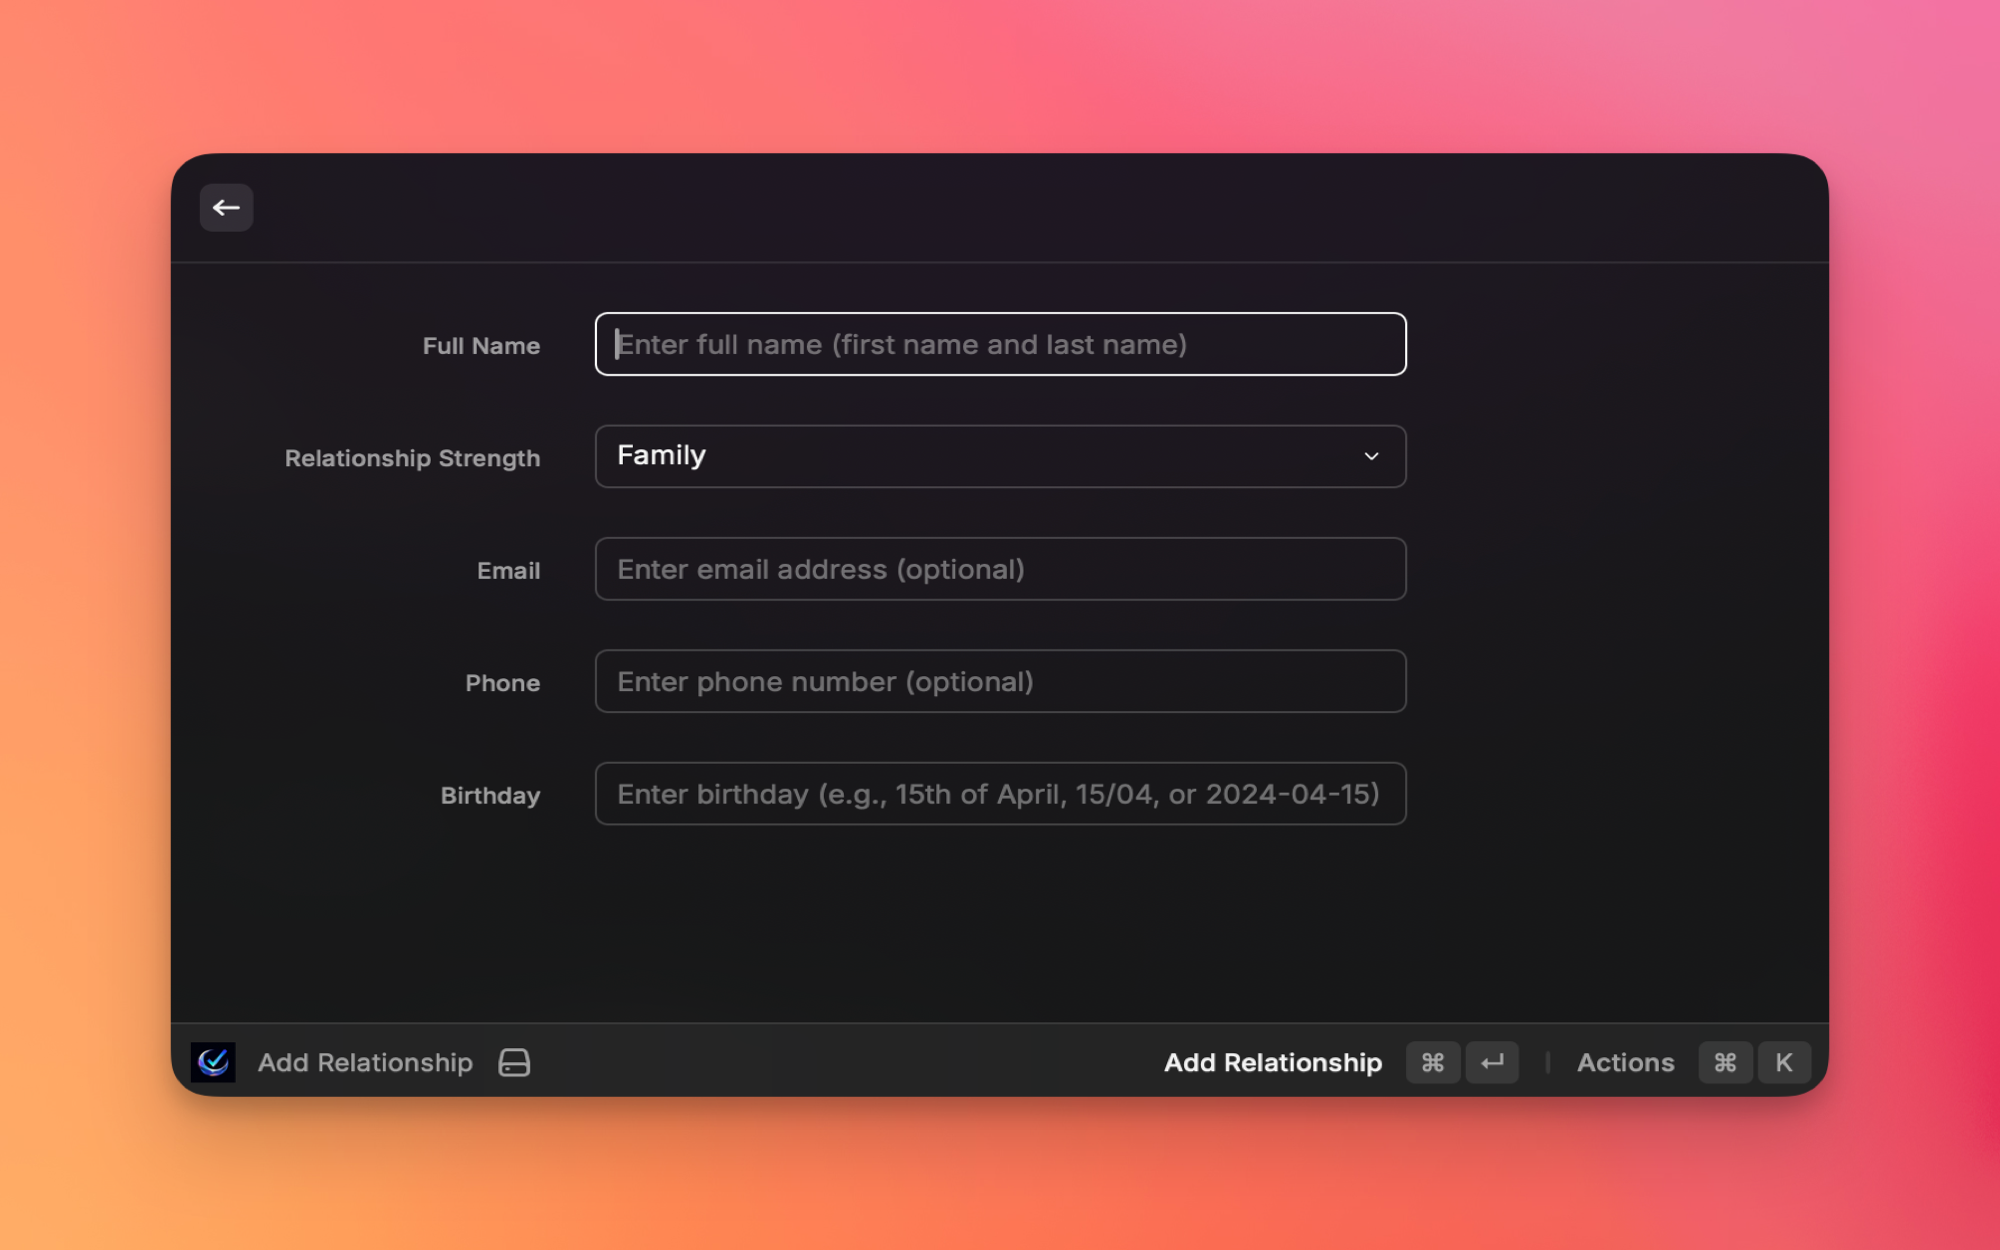 Full Name
Enter full name (first name and last name)
Relationship Strength
Family
Email
Enter email address (optional)
Phone
Enter phone number (optional)
Birthday
Enter birthday (e.g., 15th of April, 15/04, or 2024-04-15)
Add Relationship
Add Relationship ⌘ ↵ | Actions ⌘ K